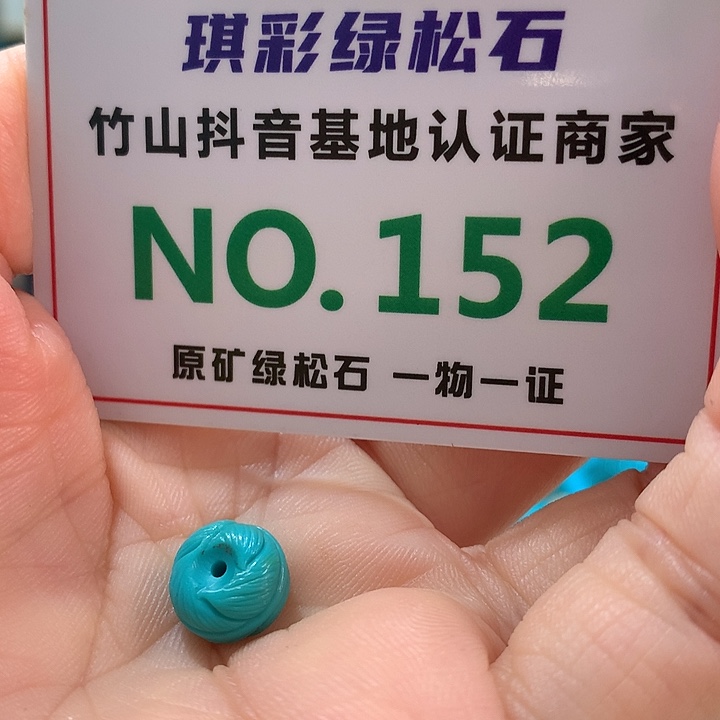 琪彩绿松石
竹山抖音基地认证商家
NO.152
原矿绿松石 一物一证